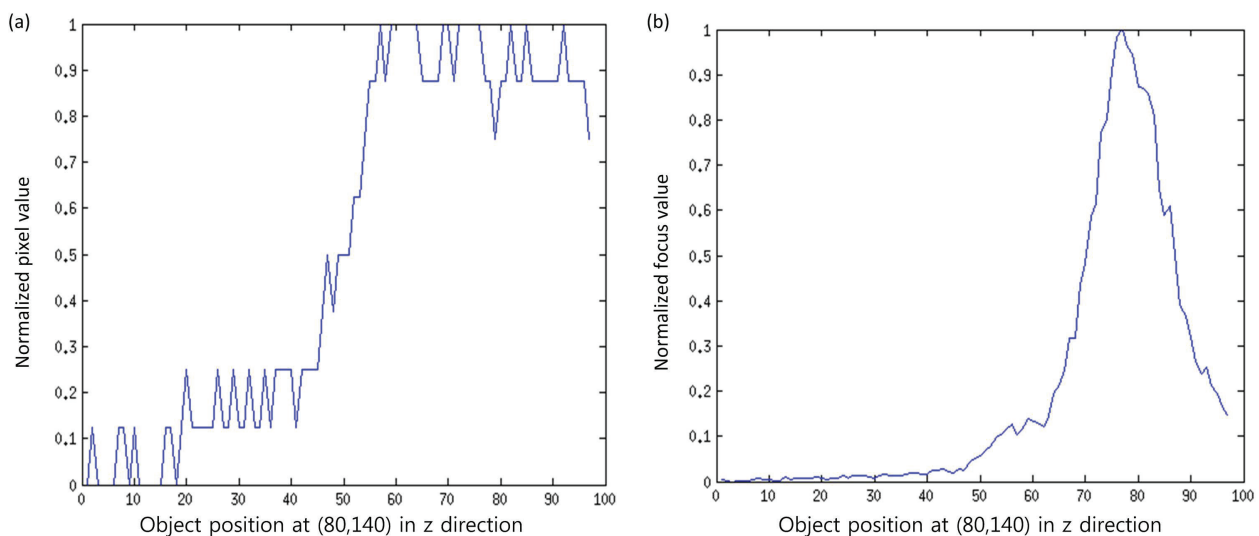 (a)
1
0.9
0.8
0.7
0.6
0.5
0.4
0.3
0.2
0.1
0
0 10 20 30 40 50 60 70 80 90 100
Normalized pixel value
Object position at (80,140) in z direction
(b)
1
0.9
0.8
0.7
0.6
0.5
0.4
0.3
0.2
0.1
0
0 10 20 30 40 50 60 70 80 90 100
Normalized focus value
Object position at (80,140) in z direction